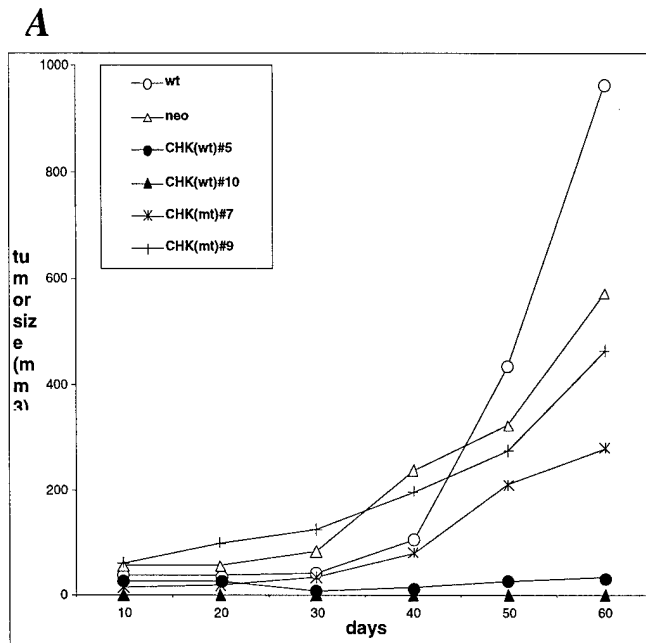 A
1000
800
600
400
200
0
wt
neo
CHK(wt)#5
CHK(wt)#10
CHK(mt)#7
CHK(mt)#9
tu
m
or
siz
e
(m
m
3)
10 20 30 40 50 60
days